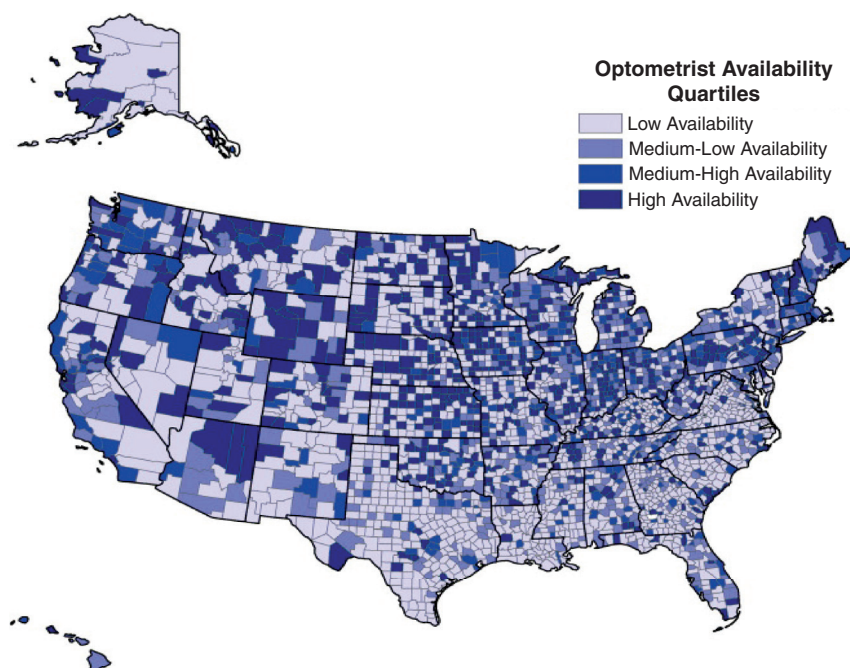 Optometrist Availability
Quartiles
Low Availability
Medium-Low Availability
Medium-High Availability
High Availability